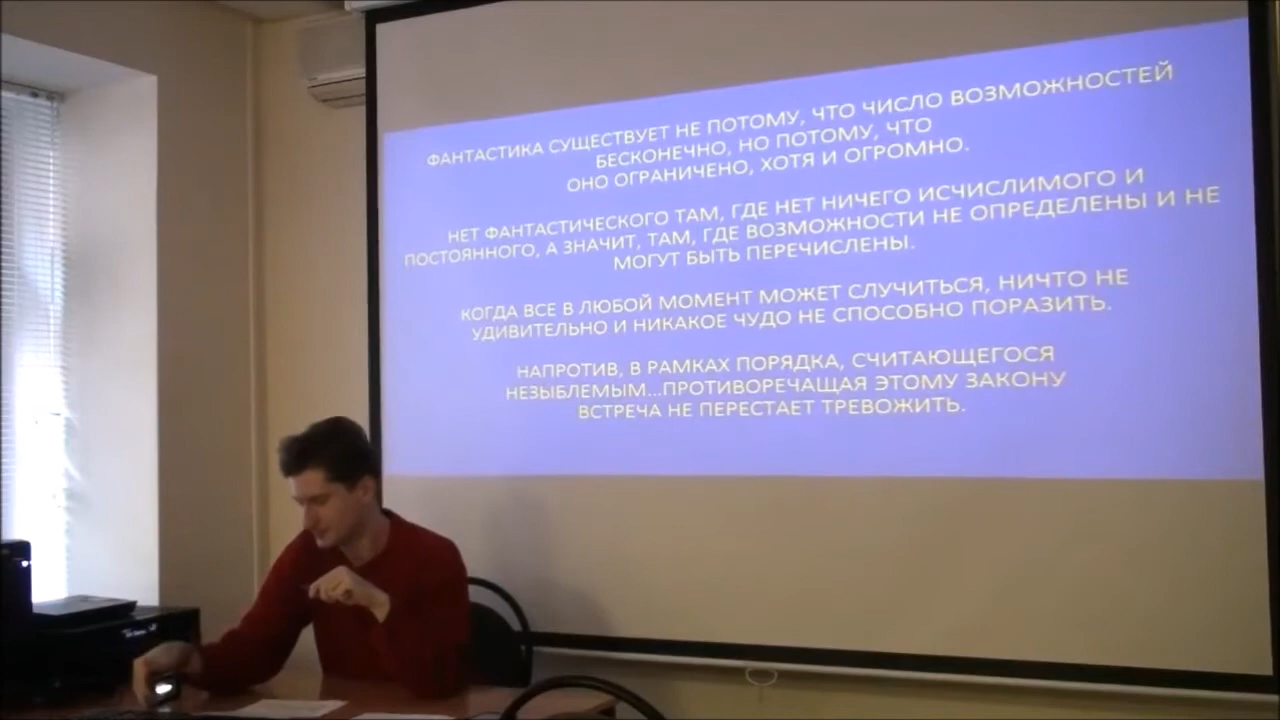 ФАНТАСТИКА СУЩЕСТВУЕТ НЕ ПОТОМУ, ЧТО ЧИСЛО ВОЗМОЖНОСТЕЙ
БЕСКОНЕЧНО, НО ПОТОМУ, ЧТО
ОНО ОГРАНИЧЕНО, ХОТЯ И ОГРОМНО.
НЕТ ФАНТАСТИЧЕСКОГО ТАМ, ГДЕ НЕТ НИЧЕГО ИСЧИСЛИМОГО И
ПОСТОЯННОГО, А ЗНАЧИТ, ТАМ, ГДЕ ВОЗМОЖНОСТИ НЕ ОПРЕДЕЛЕНЫ И НЕ
МОГУТ БЫТЬ ПЕРЕЧИСЛЕНЫ.
КОГДА ВСЕ В ЛЮБОЙ МОМЕНТ МОЖЕТ СЛУЧИТЬСЯ, НИЧТО НЕ
УДИВИТЕЛЬНО И НИКАКОЕ ЧУДО НЕ СПОСОБНО ПОРАЗИТЬ.
НАПРОТИВ, В РАМКАХ ПОРЯДКА, СЧИТАЮЩЕГОСЯ
НЕЗЫБЛЕМЫМ...ПРОТИВОРЕЧАЩАЯ ЭТОМУ ЗАКОНУ
ВСТРЕЧА НЕ ПЕРЕСТАЕТ ТРЕВОЖИТЬ.